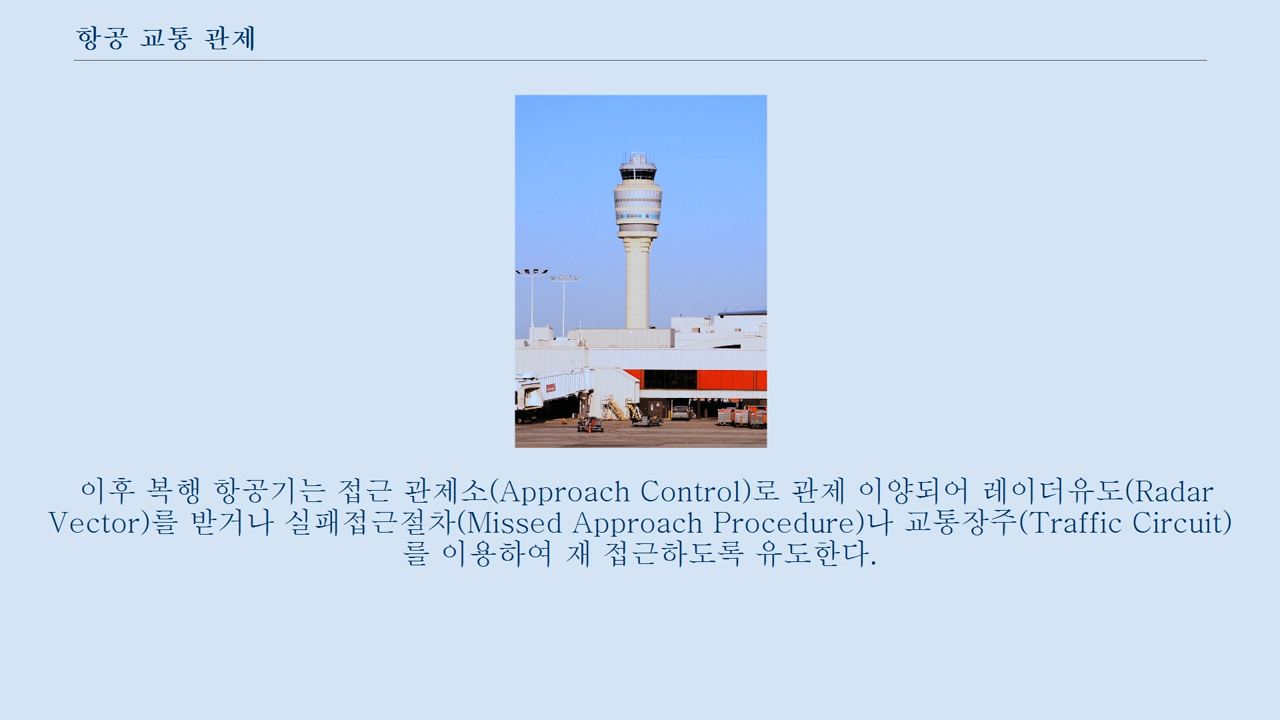 항공 교통 관제
이후 복행 항공기는 접근 관제소(Approach Control)로 관제 이양되어 레이더유도(Radar
Vector)를 받거나 실패접근절차(Missed Approach Procedure)나 교통장주(Traffic Circuit)
를 이용하여 재 접근하도록 유도한다.